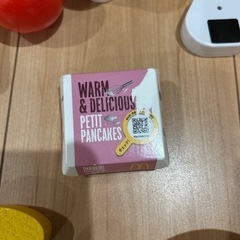 WARM
& DELICIOUS
PETIT
PANCAKES